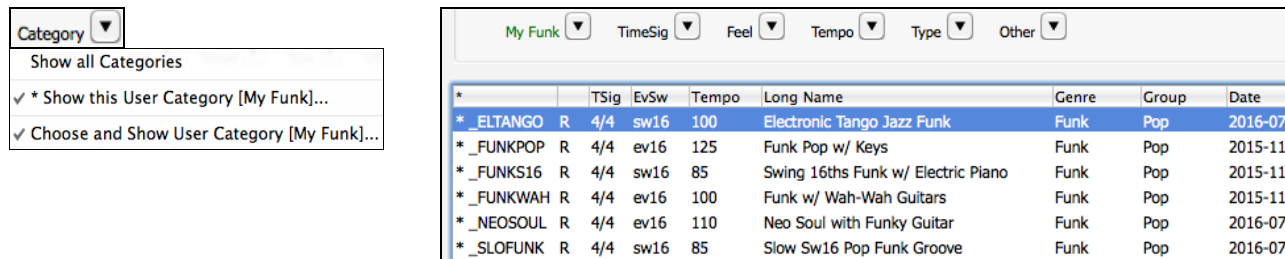 Category ▼
Show all Categories
✓ * Show this User Category [My Funk]...
✓ Choose and Show User Category [My Funk]...
My Funk ▼ TimeSig ▼ Feel ▼ Tempo ▼ Type ▼ Other ▼
* TSig EvSw Tempo Long Name Genre Group Date
* _ELTANGO R 4/4 sw16 100 Electronic Tango Jazz Funk Funk Pop 2016-07
* _FUNKPOP R 4/4 ev16 125 Funk Pop w/ Keys Funk Pop 2015-11
* _FUNKS16 R 4/4 sw16 85 Swing 16ths Funk w/ Electric Piano Funk Pop 2015-11
* _FUNKWAH R 4/4 ev16 100 Funk w/ Wah-Wah Guitars Funk Pop 2015-11
* _NEOSOUL R 4/4 ev16 110 Neo Soul with Funky Guitar Funk Pop 2016-07
* _SLOFUNK R 4/4 sw16 85 Slow Sw16 Pop Funk Groove Funk Pop 2016-07